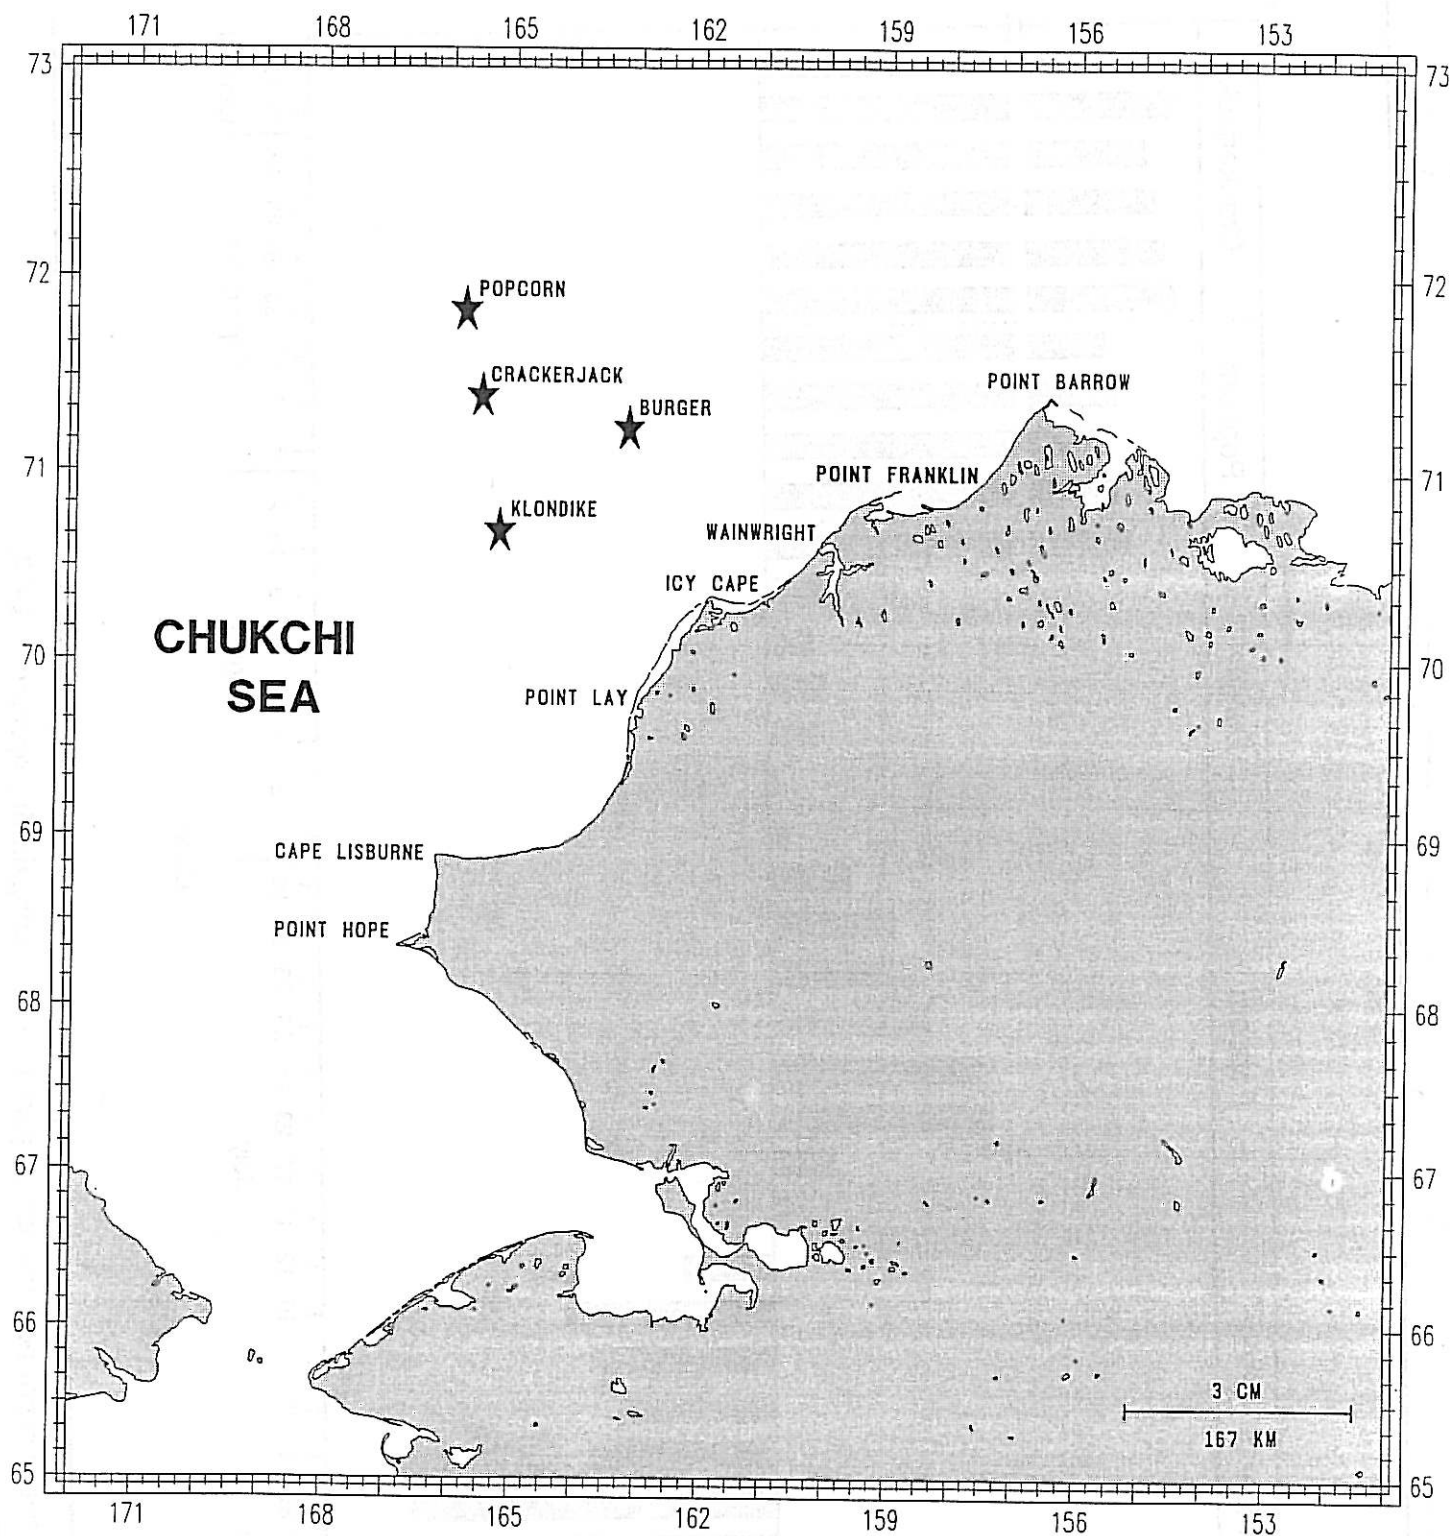 171 168 165 162 159 156 153
73 73
72 72
POPCORN
CRACKERJACK
POINT BARROW
BURGER
71 71
POINT FRANKLIN
KLONDIKE
WAINWRIGHT
ICY CAPE
CHUKCHI
SEA
70 70
POINT LAY
69 69
CAPE LISBURNE
POINT HOPE
68 68
67 67
66 66
3 CM
167 KM
65 65
171 168 165 162 159 156 153